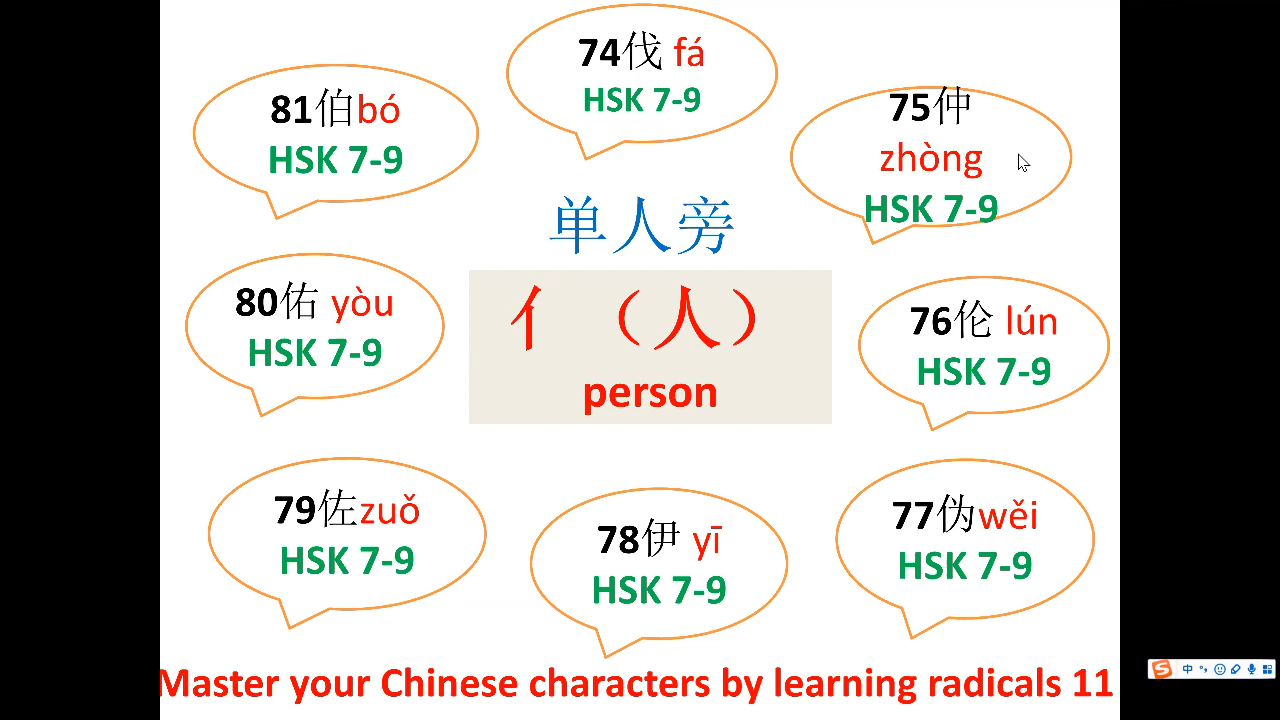 74伐 fá
HSK 7-9
81伯bó
HSK 7-9
75仲
zhòng
HSK 7-9
单人旁
亻（人）
person
80佑 yòu
HSK 7-9
76伦 lún
HSK 7-9
79佐zuǒ
HSK 7-9
78伊 yī
HSK 7-9
77伪wěi
HSK 7-9
Master your Chinese characters by learning radicals 11
中